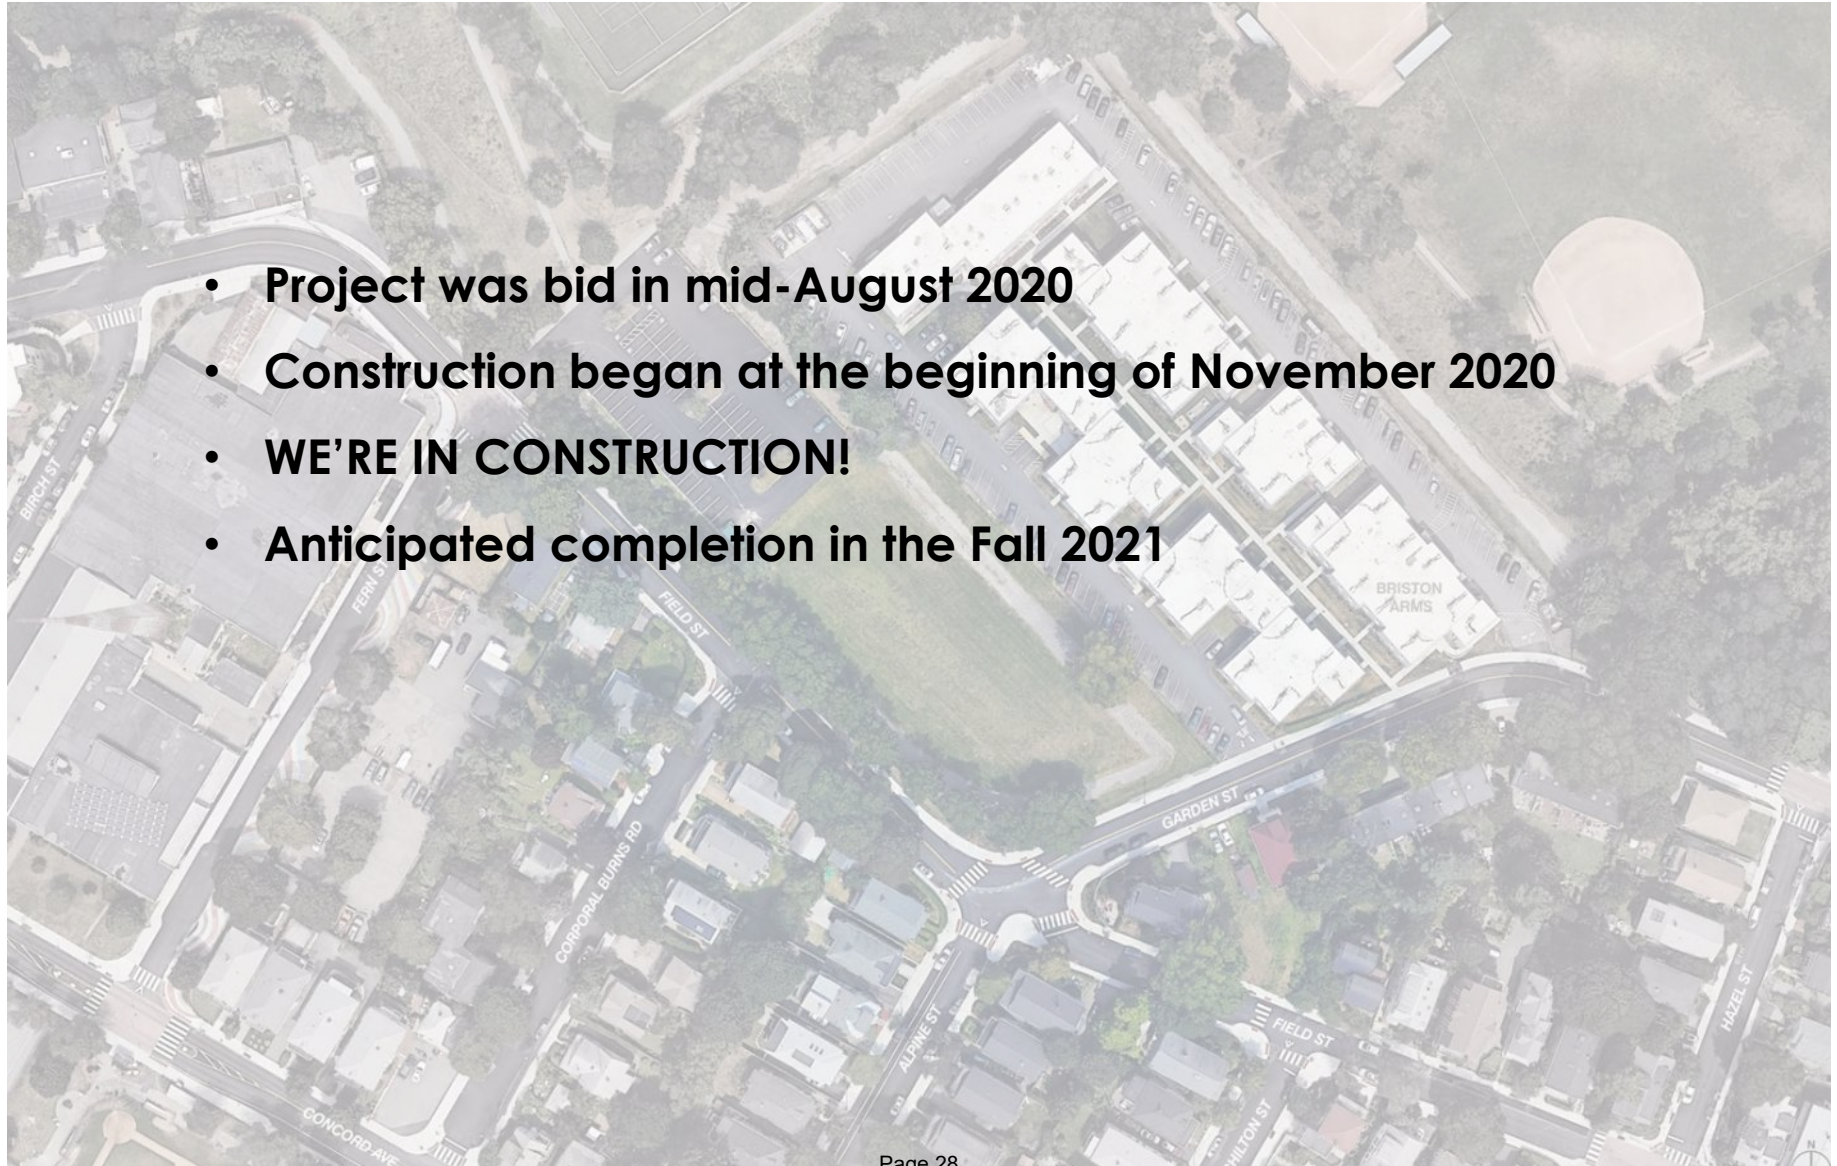 • Project was bid in mid-August 2020
• Construction began at the beginning of November 2020
• WE’RE IN CONSTRUCTION!
• Anticipated completion in the Fall 2021
BIRCH ST
FERN ST
FIELD ST
BRISTON
ARMS
GARDEN ST
CORPORAL BURNS RD
ALPINE ST
FIELD ST
HAZEL ST
CONCORD AVE
Page 28
N